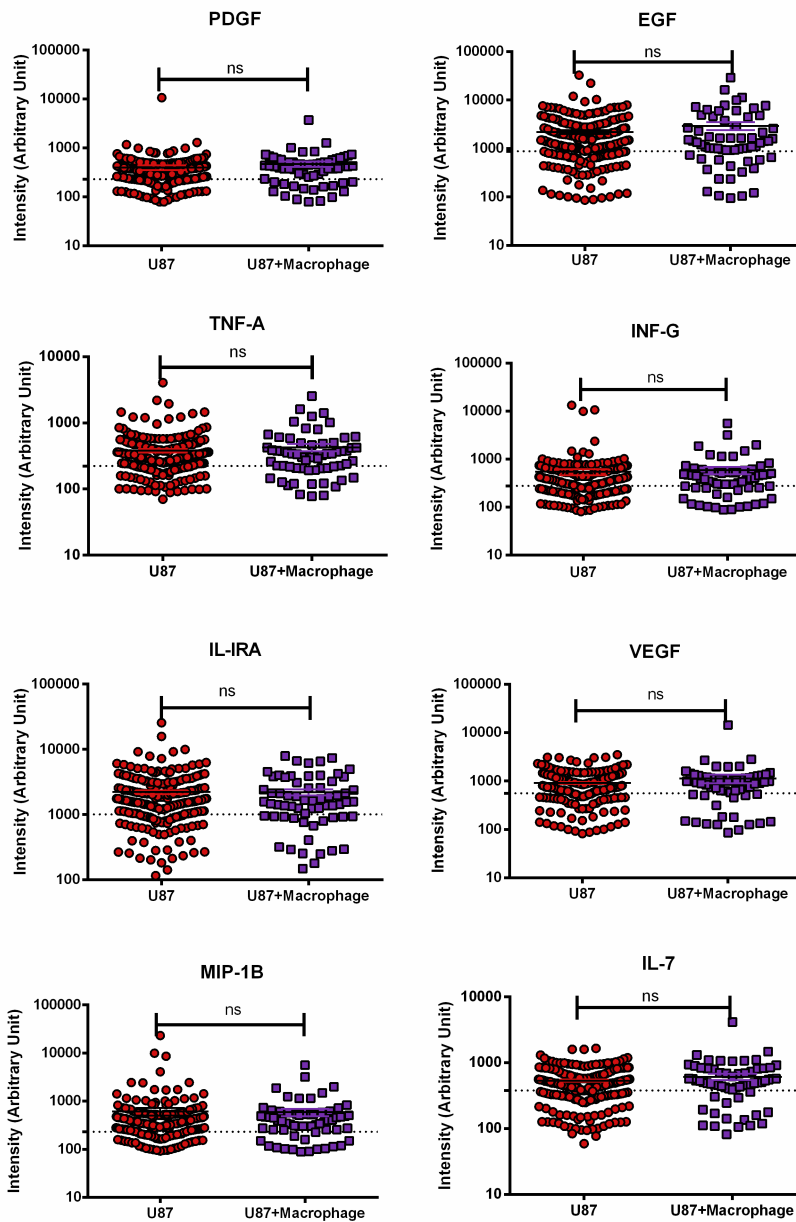 PDGF
ns
Intensity (Arbitrary Unit)
100000
10000
1000
100
10
U87
U87+Macrophage
EGF
ns
Intensity (Arbitrary Unit)
100000
10000
1000
100
10
U87
U87+Macrophage
TNF-A
ns
Intensity (Arbitrary Unit)
10000
1000
100
10
U87
U87+Macrophage
INF-G
ns
Intensity (Arbitrary Unit)
100000
10000
1000
100
10
U87
U87+Macrophage
IL-IRA
ns
Intensity (Arbitrary Unit)
100000
10000
1000
100
U87
U87+Macrophage
VEGF
ns
Intensity (Arbitrary Unit)
100000
10000
1000
100
10
U87
U87+Macrophage
MIP-1B
ns
Intensity (Arbitrary Unit)
100000
10000
1000
100
10
U87
U87+Macrophage
IL-7
ns
Intensity (Arbitrary Unit)
10000
1000
100
10
U87
U87+Macrophage